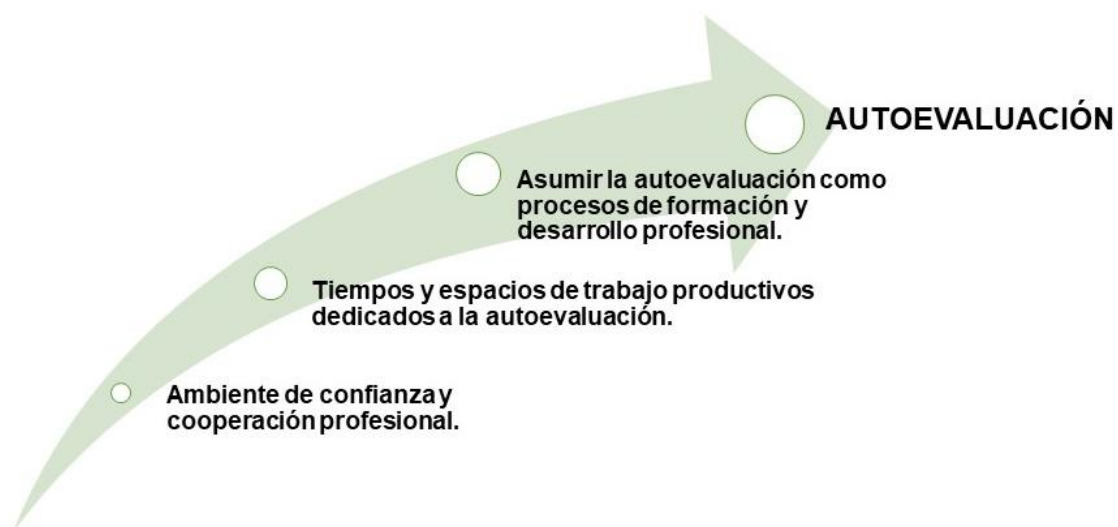 AUTOEVALUACIÓN
Asumir la autoevaluación como
procesos de formación y
desarrollo profesional.
Tiempos y espacios de trabajo productivos
dedicados a la autoevaluación.
Ambiente de confianza y
cooperación profesional.